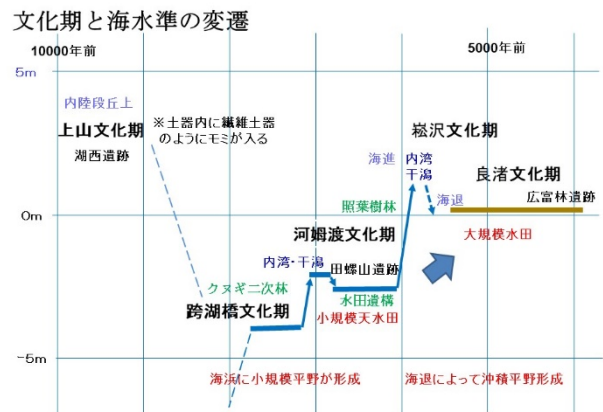 文化期と海水準の変遷
10000年前
5000年前
5m
内陸段丘上
上山文化期
湖西遺跡
※土器内に繊維土器
のようにモミが入る
崧沢文化期
海進
内湾
干潟
海退
良渚文化期
広富林遺跡
0m
照葉樹林
大規模水田
河姆渡文化期
内湾・干潟
田螺山遺跡
クヌギ二次林
水田遺構
小規模天水田
跨湖橋文化期
-5m
海浜に小規模平野が形成
海退によって沖積平野形成